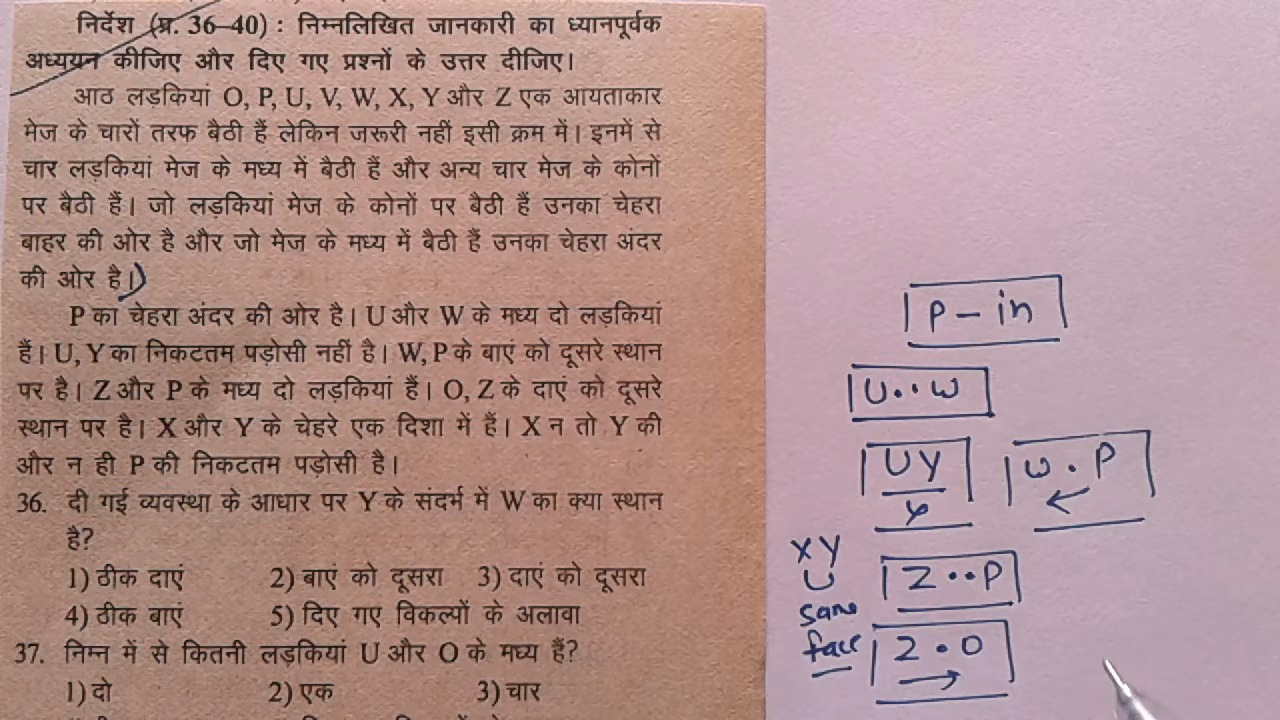 निर्देश (प्र. 36–40) : निम्नलिखित जानकारी का ध्यानपूर्वक
अध्ययन कीजिए और दिए गए प्रश्नों के उत्तर दीजिए।
आठ लड़कियां O, P, U, V, W, X, Y और Z एक आयताकार
मेज के चारों तरफ बैठी हैं लेकिन जरूरी नहीं इसी क्रम में। इनमें से
चार लड़कियां मेज के मध्य में बैठी हैं और अन्य चार मेज के कोनों
पर बैठी हैं। जो लड़कियां मेज के कोनों पर बैठी हैं उनका चेहरा
बाहर की ओर है और जो मेज के मध्य में बैठी हैं उनका चेहरा अंदर
की ओर है।
P का चेहरा अंदर की ओर है। U और W के मध्य दो लड़कियां
हैं। U, Y का निकटतम पड़ोसी नहीं है। W, P के बाएं को दूसरे स्थान
पर है। Z और P के मध्य दो लड़कियां हैं। O, Z के दाएं को दूसरे
स्थान पर है। X और Y के चेहरे एक दिशा में हैं। X न तो Y की
और न ही P की निकटतम पड़ोसी है।
36. दी गई व्यवस्था के आधार पर Y के संदर्भ में W का क्या स्थान
है?
1) ठीक दाएं 2) बाएं को दूसरा 3) दाएं को दूसरा
4) ठीक बाएं 5) दिए गए विकल्पों के अलावा
37. निम्न में से कितनी लड़कियां U और O के मध्य हैं?
1) दो 2) एक 3) चार
P – in
U . . W
U Y W . P
X Y
Z . . P
same
face Z . O